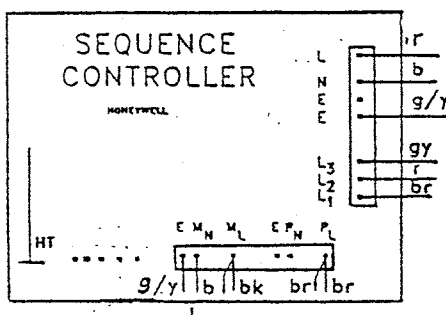 SEQUENCE
CONTROLLER
HONEYWELL
L r
N b
E g/y
E
L3 gy
L2 r
L1 br
HT
E MN ML E PN PL
g/y b bk br br